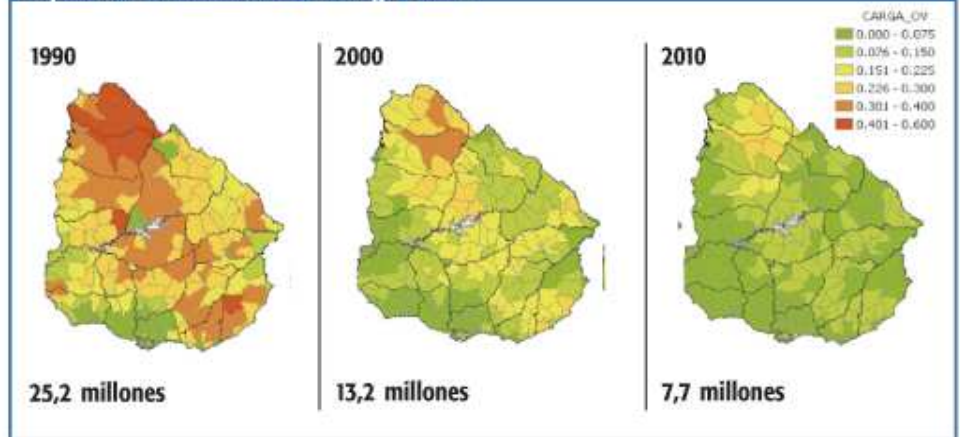 1990
2000
2010
CARGA_OV
0.000 - 0.075
0.076 - 0.150
0.151 - 0.225
0.226 - 0.300
0.301 - 0.400
0.401 - 0.600
25,2 millones
13,2 millones
7,7 millones